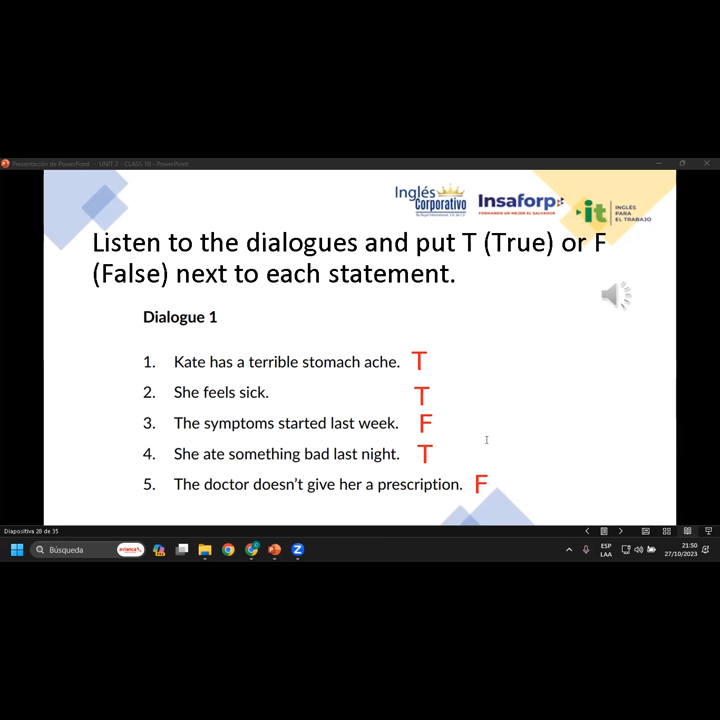 Presentación de PowerPoint - UNIT 2 - CLASS 10 - PowerPoint
Inglés
Corporativo
Insaforp
FORMANDO UN MEJOR EL SALVADOR
it
INGLÉS
PARA
EL TRABAJO
Listen to the dialogues and put T (True) or F
(False) next to each statement.
Dialogue 1
1. Kate has a terrible stomach ache. T
2. She feels sick. T
3. The symptoms started last week. F
4. She ate something bad last night. T
5. The doctor doesn't give her a prescription. F
Diapositiva 28 de 35
Búsqueda
avianca
ESP
LAA
21:50
27/10/2023